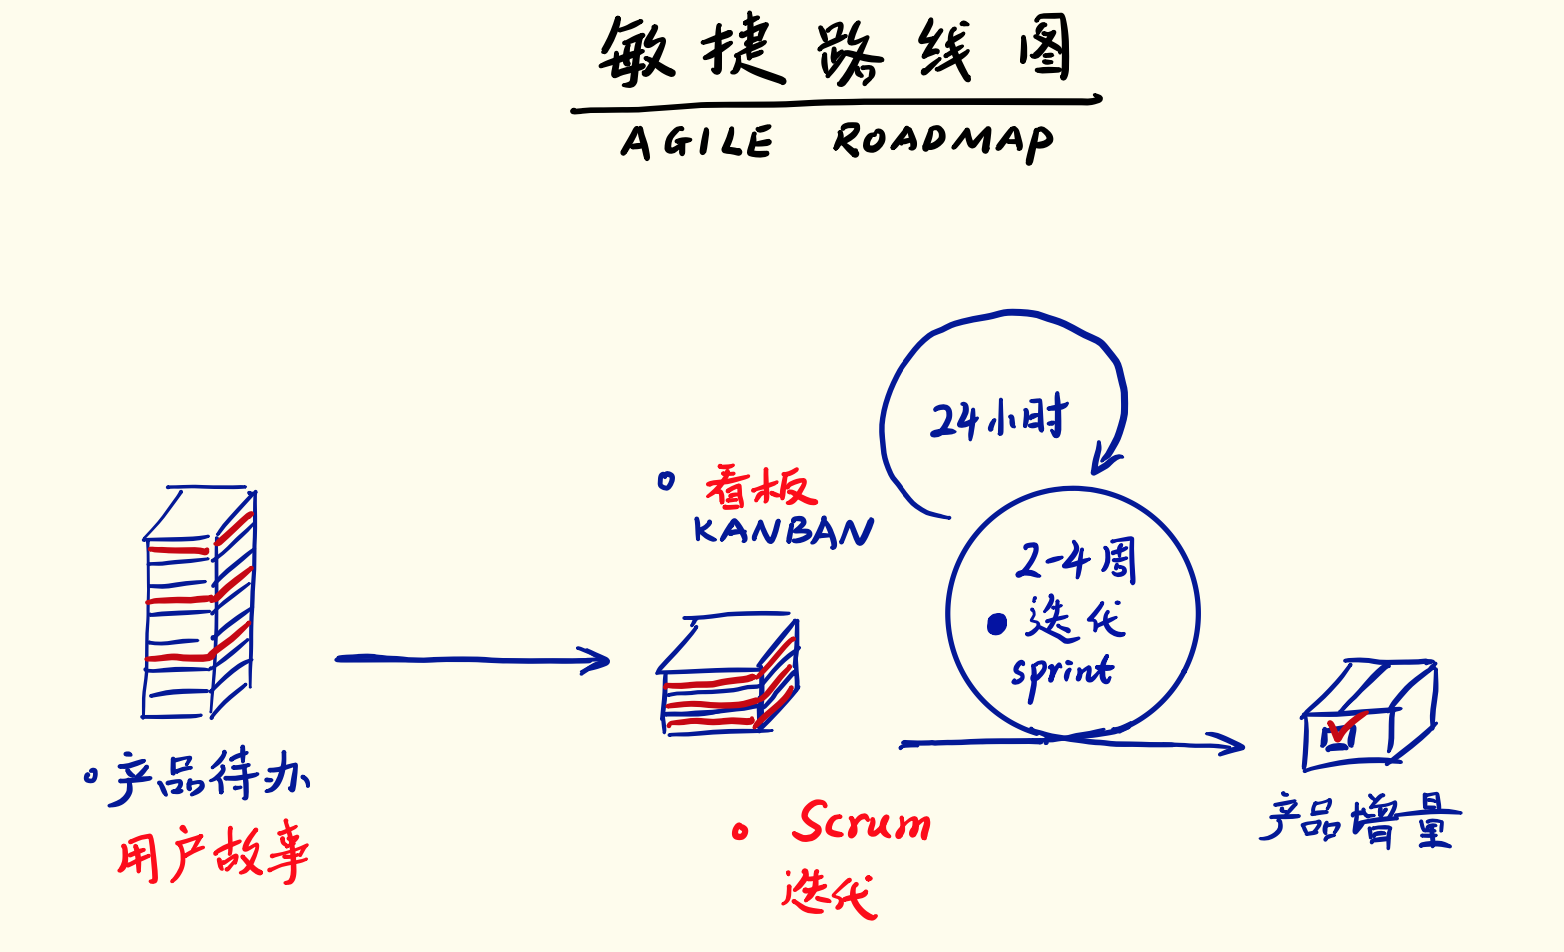 敏捷路线图
AGILE ROADMAP
24小时
看板
KANBAN
2-4周
迭代
sprint
产品待办
用户故事
Scrum
迭代
产品增量